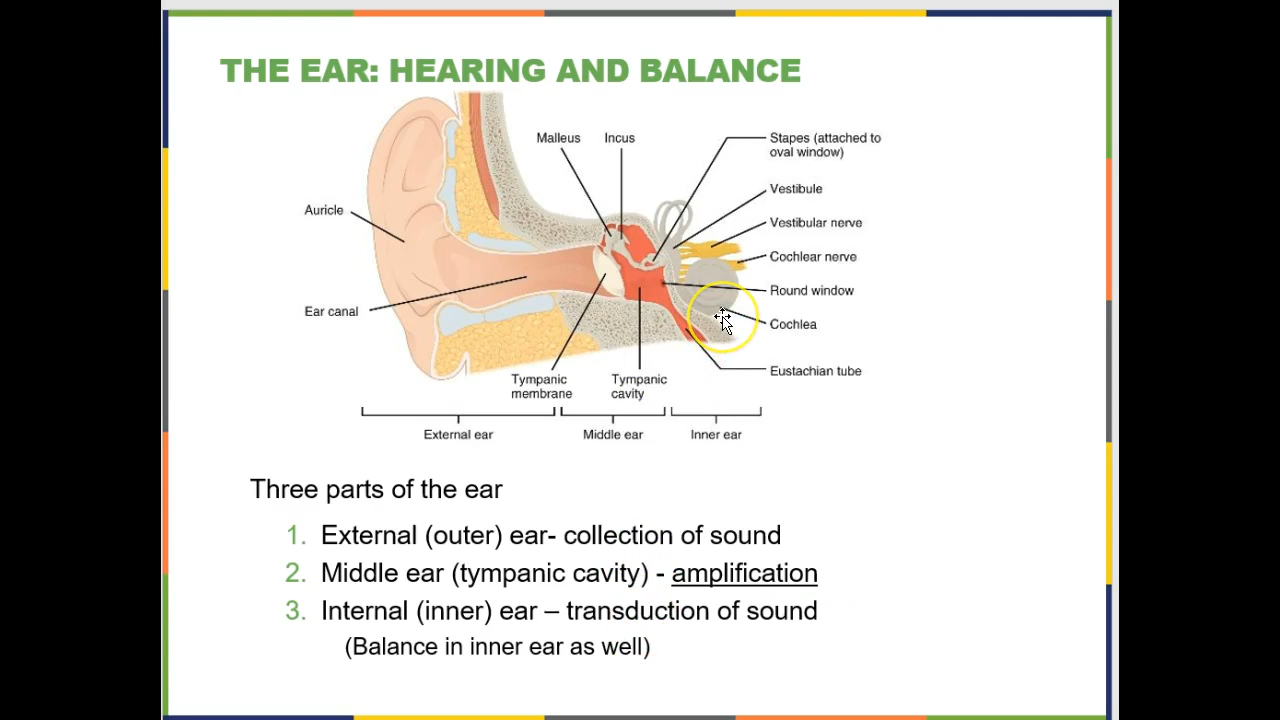 THE EAR: HEARING AND BALANCE
Malleus
Incus
Stapes (attached to
oval window)
Vestibule
Auricle
Vestibular nerve
Cochlear nerve
Round window
Ear canal
Cochlea
Eustachian tube
Tympanic
membrane
Tympanic
cavity
External ear
Middle ear
Inner ear
Three parts of the ear
1. External (outer) ear- collection of sound
2. Middle ear (tympanic cavity) - amplification
3. Internal (inner) ear – transduction of sound
(Balance in inner ear as well)